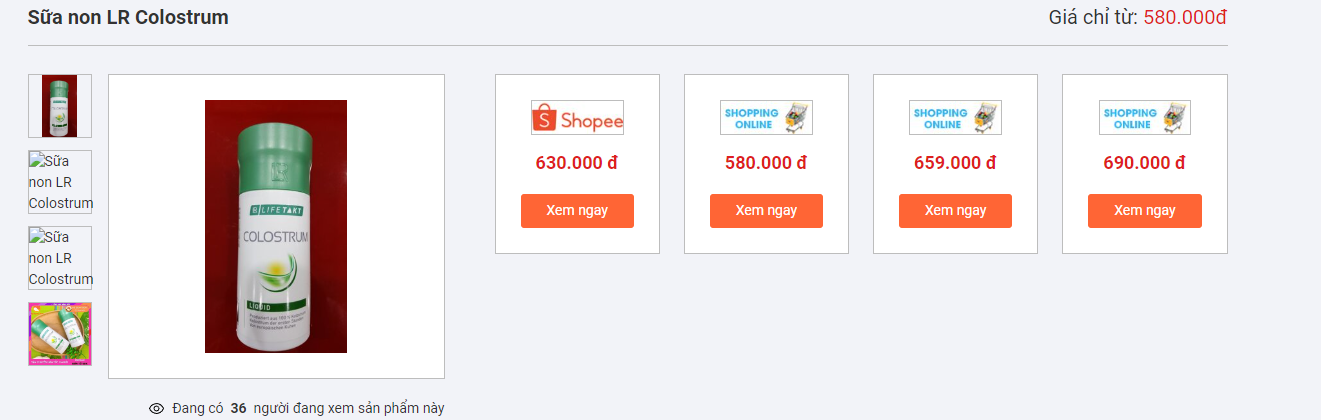 Sữa non LR Colostrum
Giá chỉ từ: 580.000đ
Sữa
non LR
Colostrum
Sữa
non LR
Colostrum
LIFETAKT
COLOSTRUM
LIQUID
Shopee
630.000 đ
Xem ngay
SHOPPING
ONLINE
580.000 đ
Xem ngay
SHOPPING
ONLINE
659.000 đ
Xem ngay
SHOPPING
ONLINE
690.000 đ
Xem ngay
Đang có 36 người đang xem sản phẩm này